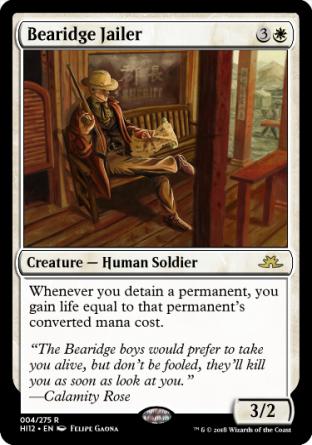 Bearidge Jailer 3
SHERIFF
Creature — Human Soldier
Whenever you detain a permanent, you
gain life equal to that permanent's
converted mana cost.
"The Bearidge boys would prefer to take
you alive, but don't be fooled, they'll kill
you as soon as look at you."
—Calamity Rose
3/2
004/275 R
HI12 • EN Felipe Gaona
™ & © 2018 Wizards of the Coast